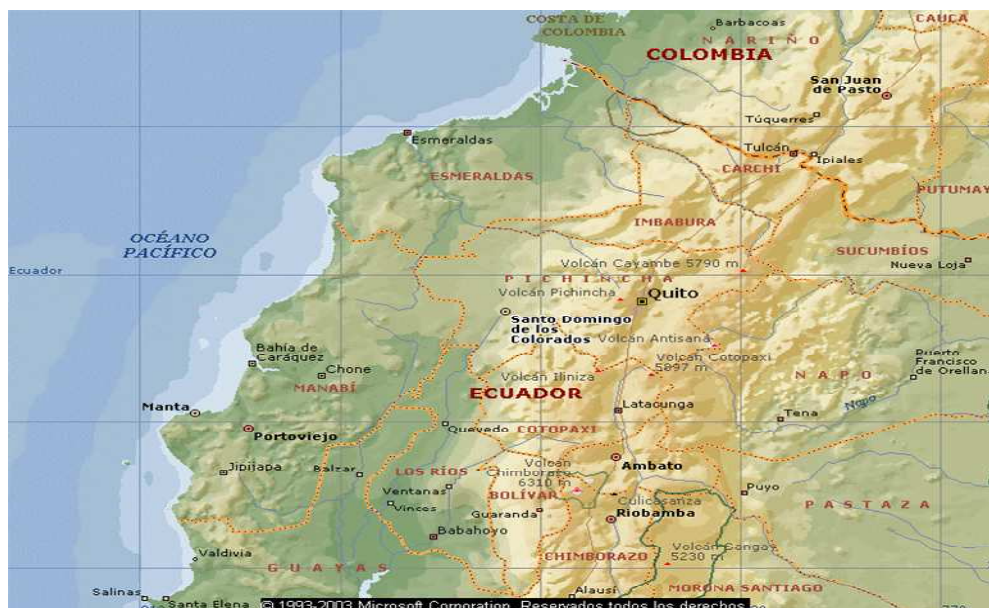 COSTA DE
COLOMBIA
Barbacoas
CAUCA
NARIÑO
COLOMBIA
San Juan
de Pasto
Túquerres
Esmeraldas
Tulcán
Ipiales
CARCHI
ESMERALDAS
PUTUMAY
IMBABURA
OCÉANO
PACÍFICO
SUCUMBÍOS
Ecuador
Volcán Cayambe 5790 m
Nueva Loja
PICHINCHA
Volcán Pichincha
Quito
Santo Domingo
de los
Colorados
Volcán Antisana
Bahía de
Caráquez
Volcán Cotopaxi
5897 m
Puerto
Francisco
de Orellana
Chone
Volcán Iliniza
NAPO
MANABÍ
ECUADOR
Manta
Latacunga
Tena
Napo
Portoviejo
Quevedo
COTOPAXI
Jipijapa
Balzar
LOS RÍOS
Volcán
Chimborazo
6310 m
Ambato
Ventanas
BOLÍVAR
Culicasanza
Puyo
Vinces
Guaranda
Riobamba
PASTAZA
Babahoyo
Valdivia
CHIMBORAZO
Volcán Sangay
5230 m
GUAYAS
Salinas
Santa Elena
Alausí
MORONA SANTIAGO
© 1993-2003 Microsoft Corporation. Reservados todos los derechos.